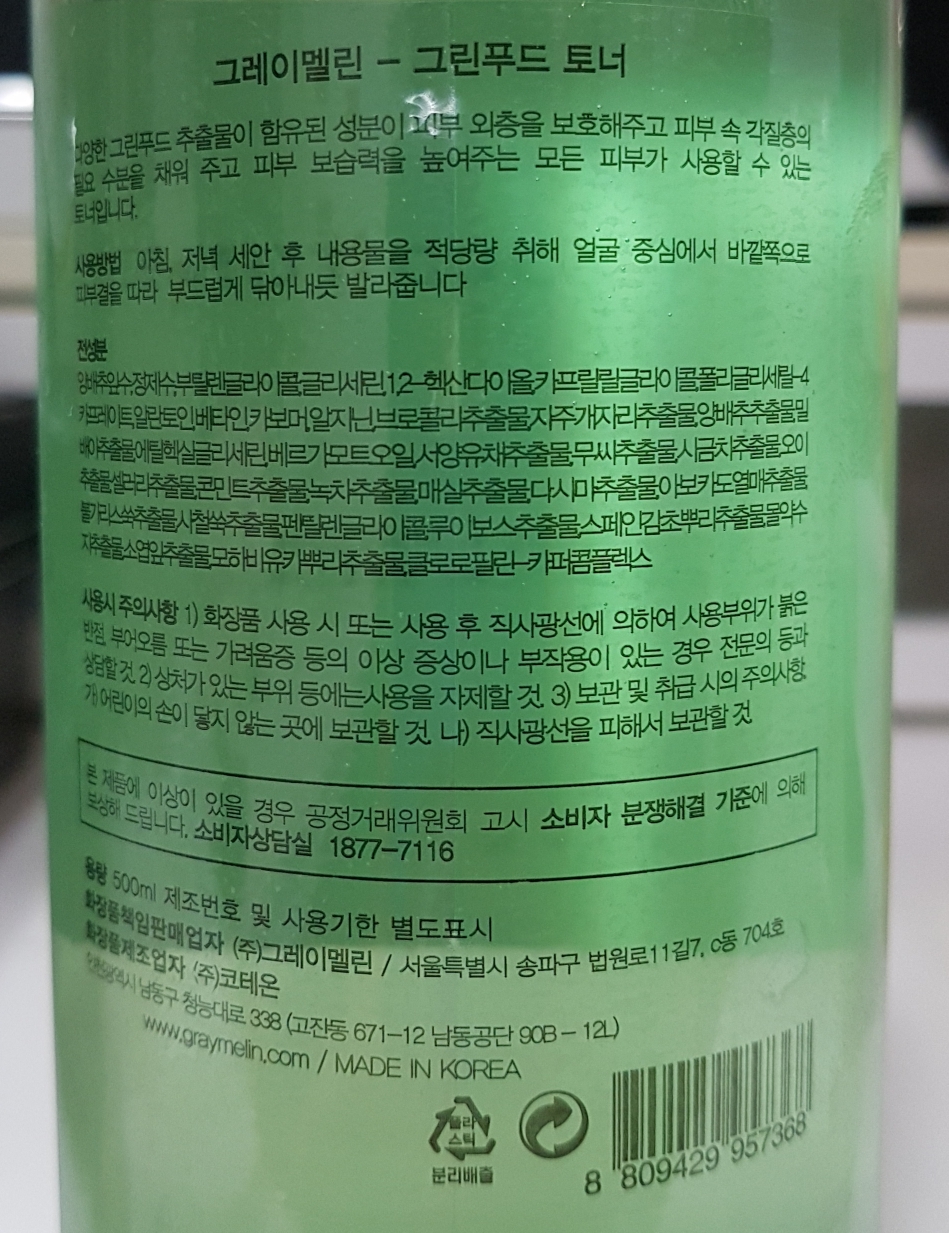 그레이멜린 - 그린푸드 토너
다양한 그린푸드 추출물이 함유된 성분이 피부 외층을 보호해주고 피부 속 각질층의
필요 수분을 채워 주고 피부 보습력을 높여주는 모든 피부가 사용할 수 있는
토너입니다.
사용방법 아침, 저녁 세안 후 내용물을 적당량 취해 얼굴 중심에서 바깥쪽으로
피부결을 따라 부드럽게 닦아내듯 발라줍니다
전성분
양배추잎수,정제수,부틸렌글라이콜,글리세린,1,2-헥산다이올,카프릴릴글라이콜,폴리글리세릴-4
카프레이트,알란토인,베타인,카보머,알지닌,브로콜리추출물,자주개자리추출물,양배추추출물,밀
배아추출물,에틸헥실글리세린,베르가모트오일,서양유채추출물,무씨추출물,시금치추출물,오이
추출물,셀러리추출물,콘민트추출물,녹차추출물,매실추출물,다시마추출물,아보카도열매추출물
불가리스쑥추출물,사철쑥추출물,펜틸렌글라이콜,루이보스추출물,스페인감초뿌리추출물,몰약수
지추출물,소엽잎추출물,모하비유카뿌리추출물,클로로필린-카퍼콤플렉스
사용시 주의사항 1) 화장품 사용 시 또는 사용 후 직사광선에 의하여 사용부위가 붉은
반점, 부어오름 또는 가려움증 등의 이상 증상이나 부작용이 있는 경우 전문의 등과
상담할 것. 2) 상처가 있는 부위 등에는사용을 자제할 것. 3) 보관 및 취급 시의 주의사항.
가) 어린이의 손이 닿지 않는 곳에 보관할 것. 나) 직사광선을 피해서 보관할 것.
본 제품에 이상이 있을 경우 공정거래위원회 고시 소비자 분쟁해결 기준에 의해
보상해 드립니다. 소비자상담실 1877-7116
용량 500ml 제조번호 및 사용기한 별도표시
화장품책임판매업자 (주)그레이멜린 / 서울특별시 송파구 법원로11길7, c동 704호
화장품제조업자 (주)코테온
인천광역시 남동구 청능대로 338 (고잔동 671-12 남동공단 90B - 12L)
www.graymelin.com / MADE IN KOREA
플라
스틱
분리배출
8 809429 957368